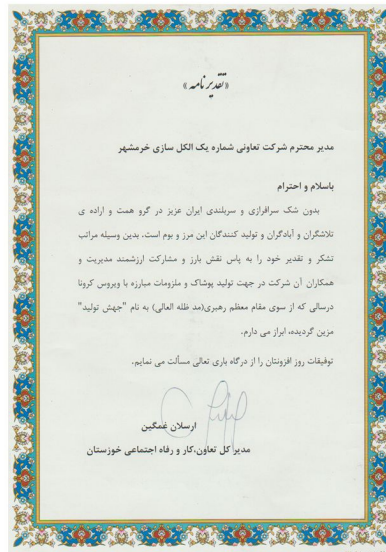 « تقدیر نامه »
مدیر محترم شرکت تعاونی شماره یک الکل سازی خرمشهر
باسلام و احترام
بدون شک سرافرازی و سربلندی ایران عزیز در گرو همت و اراده ی
تلاشگران و آبادگران و تولید کنندگان این مرز و بوم است. بدین وسیله مراتب
تشکر و تقدیر خود را به پاس نقش بارز و مشارکت ارزشمند مدیریت و
همکاران آن شرکت در جهت تولید پوشاک و ملزومات مبارزه با ویروس کرونا
درسالی که از سوی مقام معظم رهبری(مد ظله العالی) به نام "جهش تولید"
مزین گردیده، ابراز می دارم.
توفیقات روز افزونتان را از درگاه باری تعالی مسألت می نمایم.
ارسلان غمگین
مدیر کل تعاون،کار و رفاه اجتماعی خوزستان